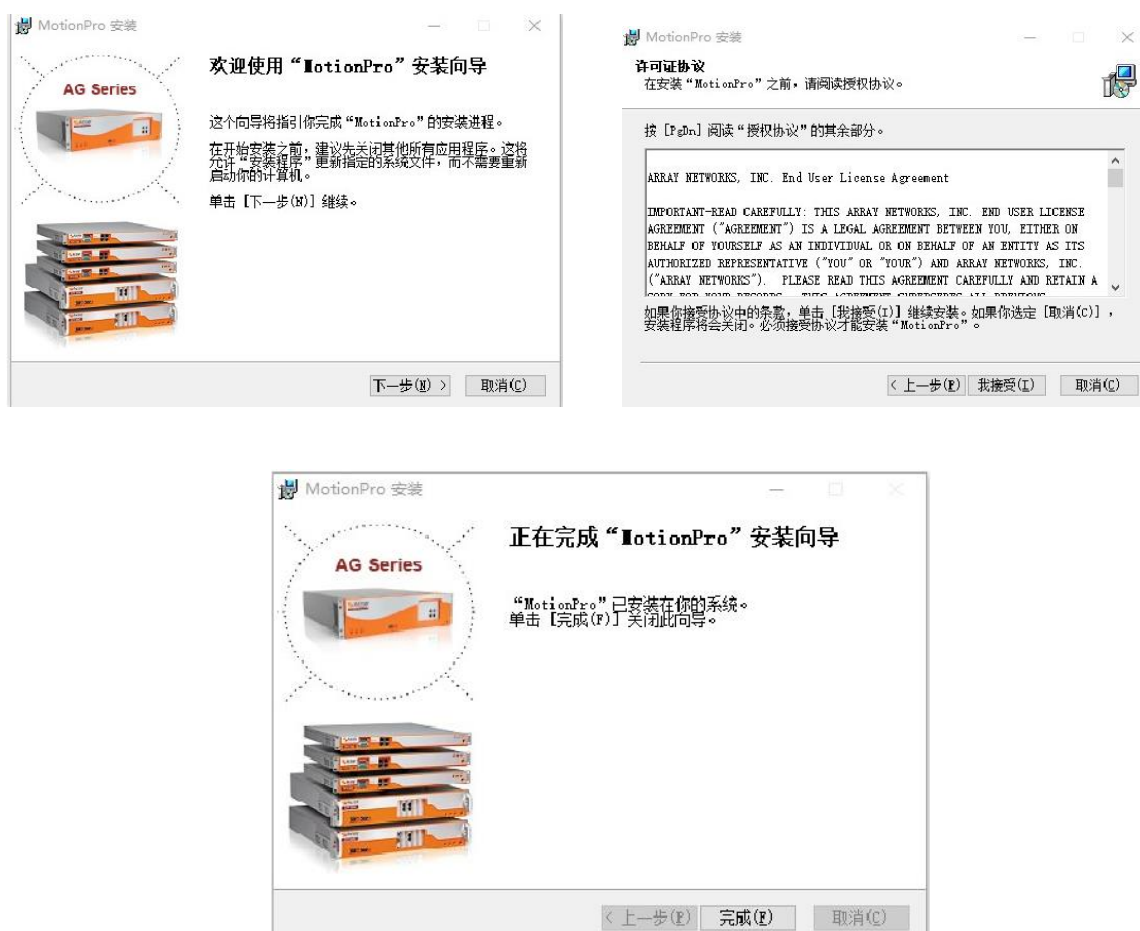 MotionPro 安装
AG Series
欢迎使用“MotionPro”安装向导
这个向导将指引你完成“MotionPro”的安装进程。
在开始安装之前，建议先关闭其他所有应用程序。这将
允许“安装程序”更新指定的系统文件，而不需要重新
启动你的计算机。
单击 [下一步(N)] 继续。
下一步(N) >
取消(C)
MotionPro 安装
许可证协议
在安装“MotionPro”之前，请阅读授权协议。
按 [PgDn] 阅读“授权协议”的其余部分。
ARRAY NETWORKS, INC. End User License Agreement
IMPORTANT-READ CAREFULLY: THIS ARRAY NETWORKS, INC. END USER LICENSE
AGREEMENT ("AGREEMENT") IS A LEGAL AGREEMENT BETWEEN YOU, EITHER ON
BEHALF OF YOURSELF AS AN INDIVIDUAL OR ON BEHALF OF AN ENTITY AS ITS
AUTHORIZED REPRESENTATIVE ("YOU" OR "YOUR") AND ARRAY NETWORKS, INC.
("ARRAY NETWORKS"). PLEASE READ THIS AGREEMENT CAREFULLY AND RETAIN A
如果你接受协议中的条款，单击 [我接受(I)] 继续安装。如果你选定 [取消(C)] ，
安装程序将会关闭。必须接受协议才能安装“MotionPro”。
< 上一步(P)
我接受(I)
取消(C)
MotionPro 安装
AG Series
正在完成“MotionPro”安装向导
“MotionPro”已安装在你的系统。
单击 [完成(F)] 关闭此向导。
< 上一步(P)
完成(F)
取消(C)